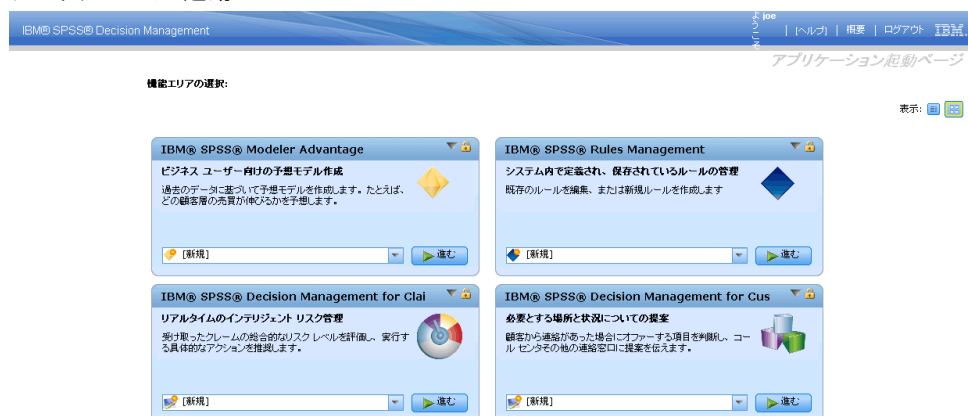 IBM® SPSS® Decision Management
ようこそ joe | [ヘルプ] | 概要 | ログアウト IBM.
アプリケーション起動ページ
機能エリアの選択:
表示:
IBM® SPSS® Modeler Advantage
ビジネス ユーザー向けの予想モデル作成
過去のデータに基づいて予想モデルを作成します。たとえば、
どの顧客層の売買が伸びるかを予想します。
[新規]
進む
IBM® SPSS® Rules Management
システム内で定義され、保存されているルールの管理
既存のルールを編集、または新規ルールを作成します
[新規]
進む
IBM® SPSS® Decision Management for Clai
リアルタイムのインテリジェント リスク管理
受け取ったクレームの総合的なリスク レベルを評価し、実行す
る具体的なアクションを推奨します。
[新規]
進む
IBM® SPSS® Decision Management for Cus
必要とする場所と状況についての提案
顧客から連絡があった場合にオファーする項目を判断し、コー
ル センタその他の連絡窓口に提案を伝えます。
[新規]
進む